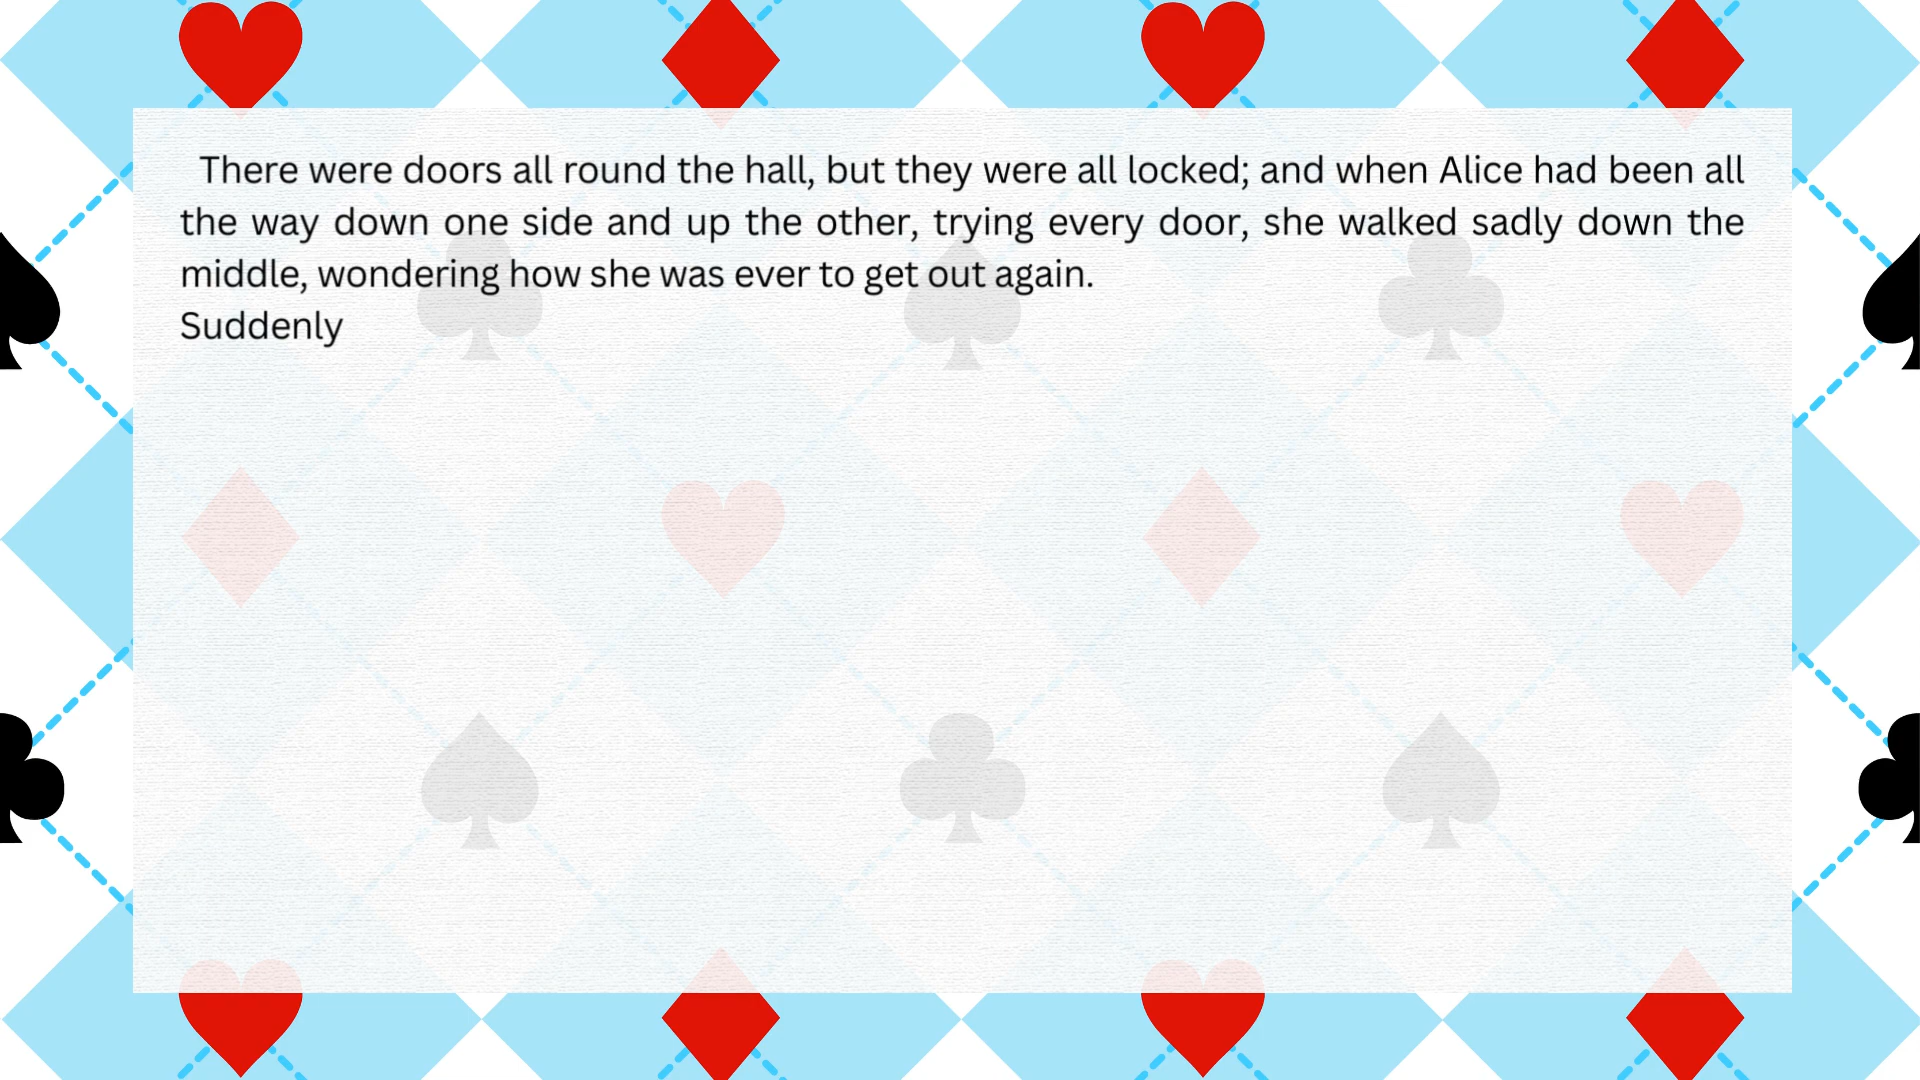 There were doors all round the hall, but they were all locked; and when Alice had been all
the way down one side and up the other, trying every door, she walked sadly down the
middle, wondering how she was ever to get out again.
Suddenly